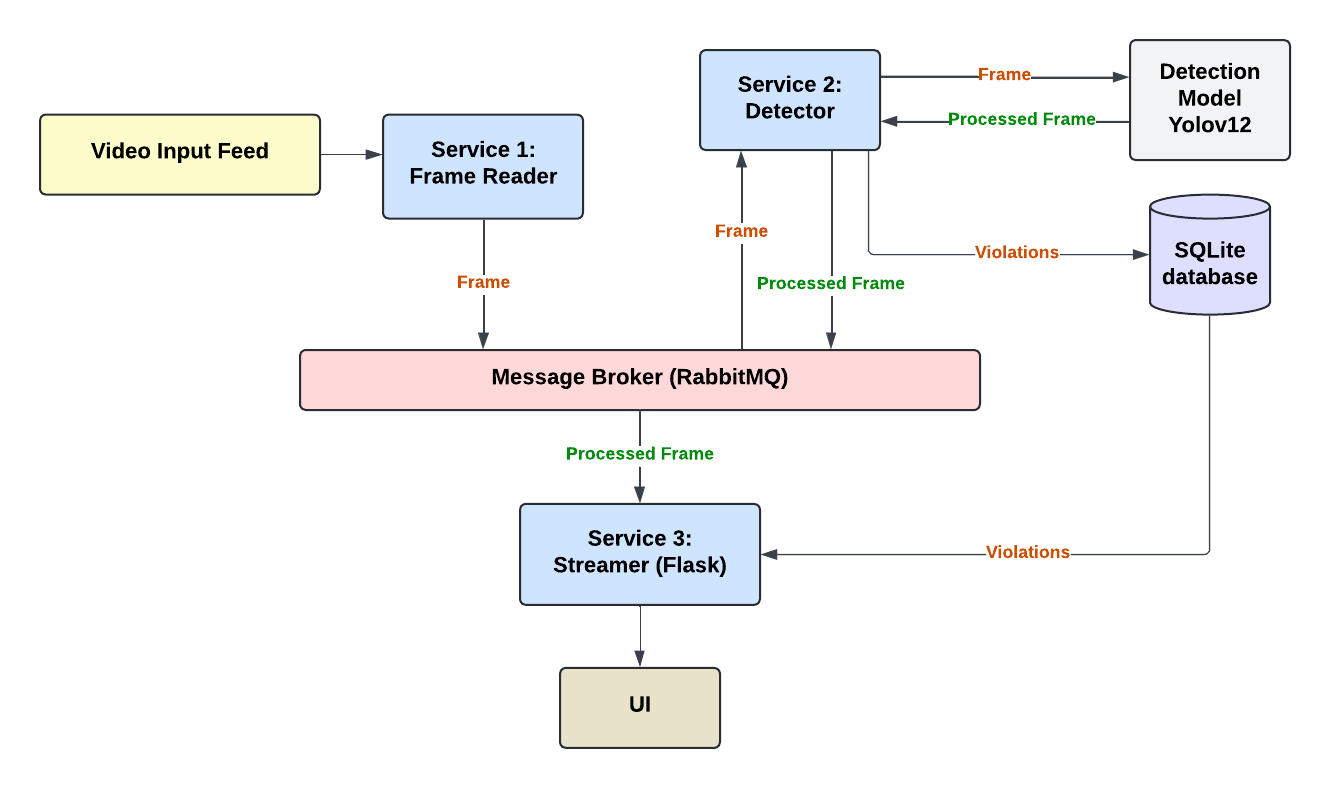 Video Input Feed
Service 1:
Frame Reader
Service 2:
Detector
Frame
Processed Frame
Detection
Model
Yolov12
Frame
Frame
Processed Frame
Violations
SQLite
database
Message Broker (RabbitMQ)
Processed Frame
Service 3:
Streamer (Flask)
Violations
UI